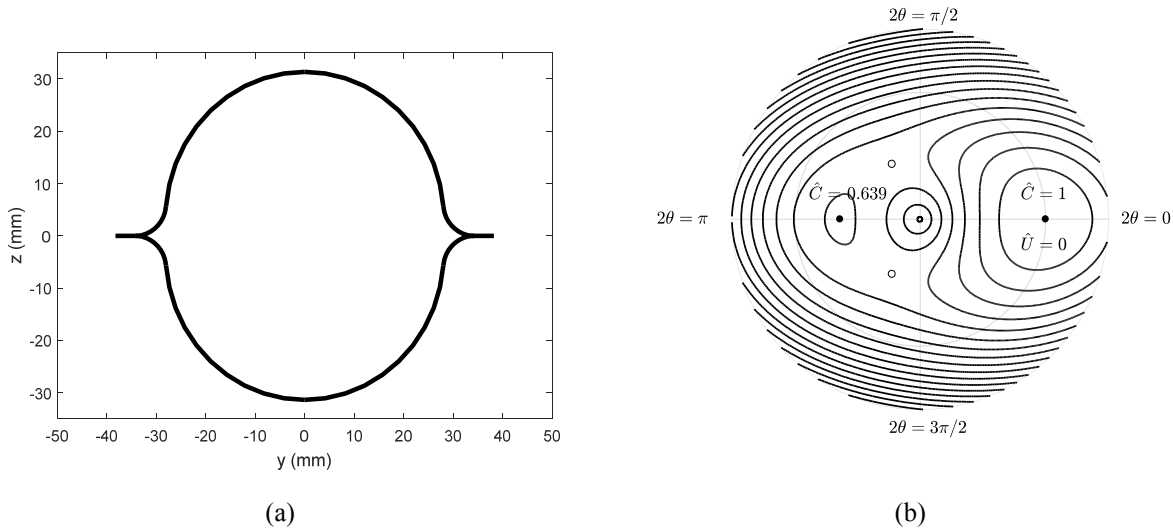 30
20
10
0
-10
-20
-30
z (mm)
-50 -40 -30 -20 -10 0 10 20 30 40 50
y (mm)
(a)
2θ = π/2
Ĉ = 0.639
Ĉ = 1
2θ = π
2θ = 0
Û = 0
2θ = 3π/2
(b)